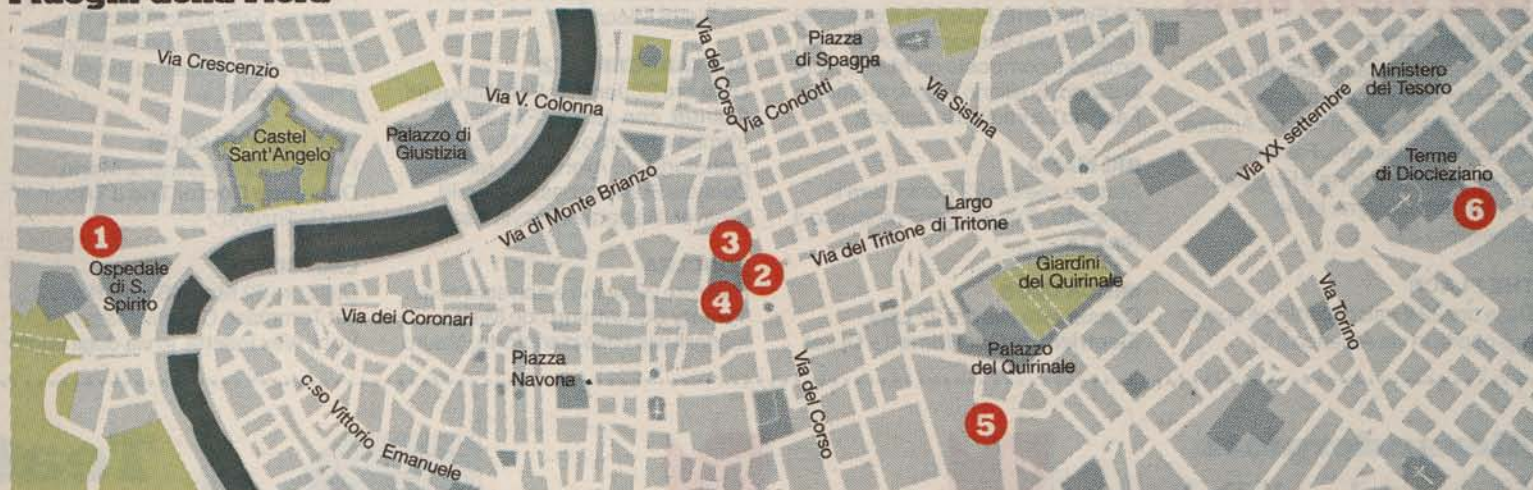 Via Crescenzio
Castel
Sant'Angelo
Palazzo di
Giustizia
Via V. Colonna
Via del Corso
Via Condotti
Piazza
di Spagna
Via Sistina
Ministero
del Tesoro
Via XX settembre
Terme
di Diocleziano
6
1
Ospedale
di S.
Spirito
Via di Monte Brianzo
3
2
4
Via del Tritone
Largo
di Tritone
Giardini
del Quirinale
Via Torino
Via dei Coronari
Piazza
Navona
Palazzo
del Quirinale
5
c.so Vittorio Emanuele
Via del Corso